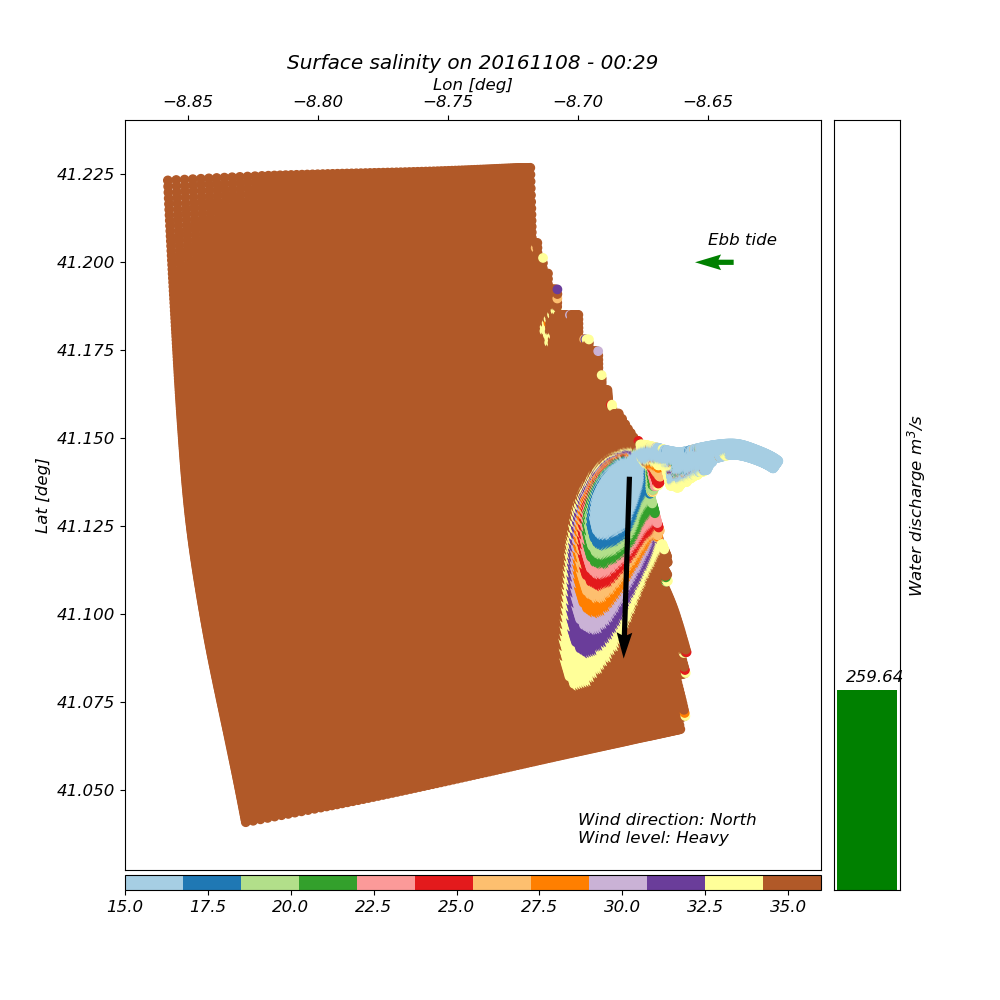 Surface salinity on 20161108 - 00:29
Lon [deg]
−8.85 −8.80 −8.75 −8.70 −8.65
41.225
41.200
41.175
41.150
41.125
41.100
41.075
41.050
Lat [deg]
Ebb tide
Wind direction: North
Wind level: Heavy
259.64
Water discharge m³/s
15.0 17.5 20.0 22.5 25.0 27.5 30.0 32.5 35.0